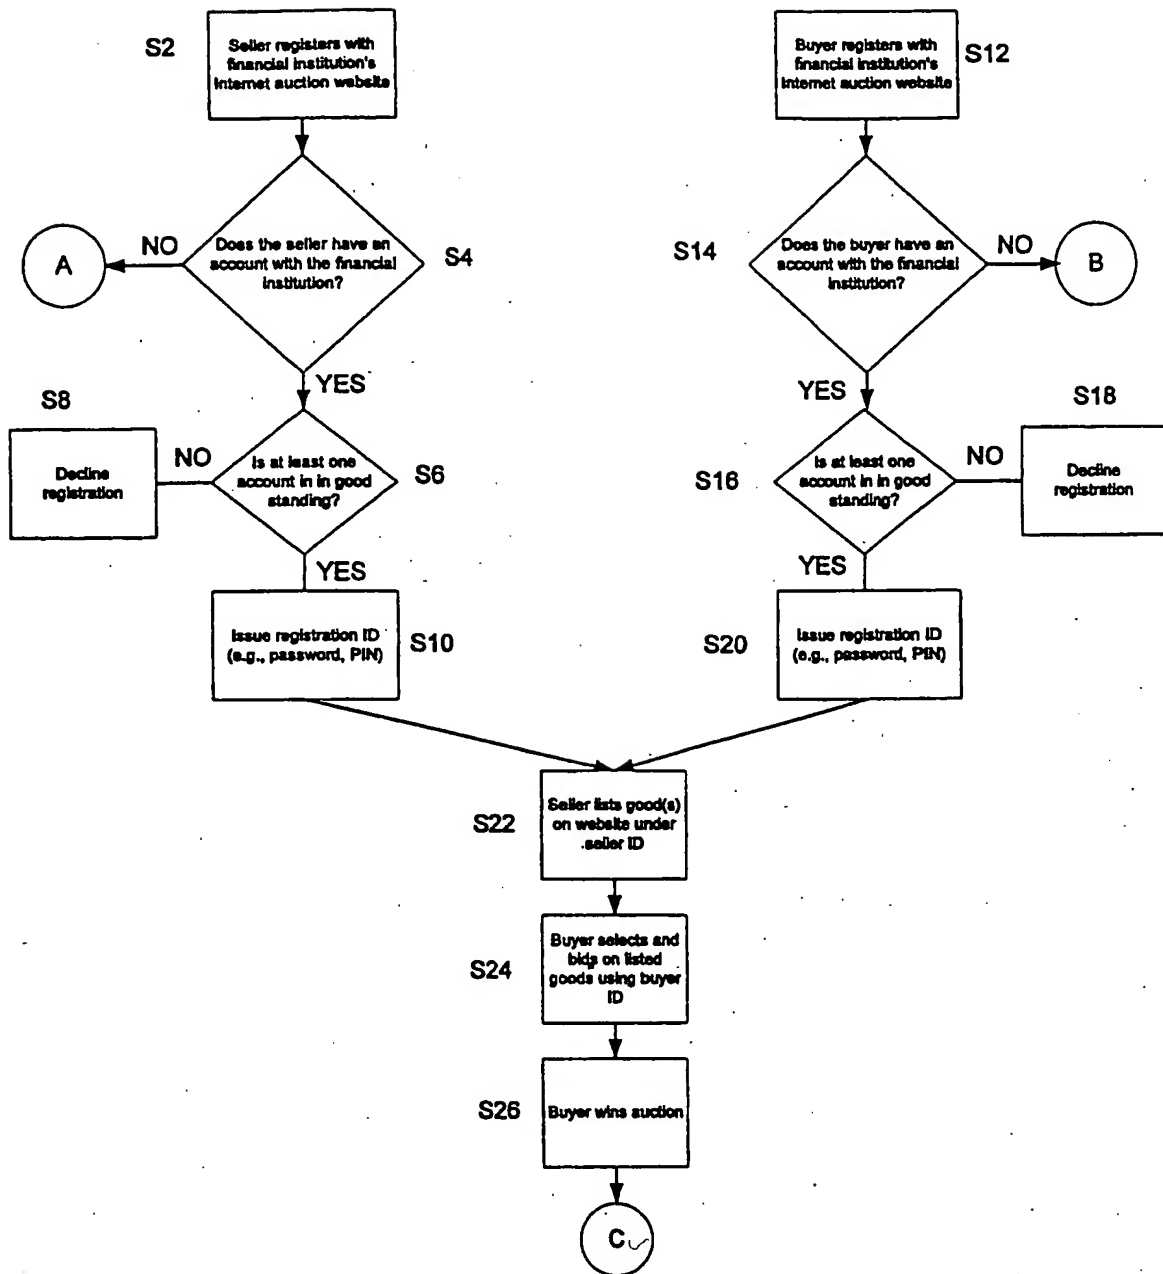 S2
Seller registers with
financial institution's
Internet auction website
Buyer registers with
financial institution's
Internet auction website
S12
A
NO
Does the seller have an
account with the financial
institution?
S4
S14
Does the buyer have an
account with the financial
institution?
NO
B
YES
YES
S8
Decline
registration
NO
Is at least one
account in in good
standing?
S6
S16
Is at least one
account in in good
standing?
NO
S18
Decline
registration
YES
YES
Issue registration ID
(e.g., password, PIN)
S10
S20
Issue registration ID
(e.g., password, PIN)
S22
Seller lists good(s)
on website under
seller ID
S24
Buyer selects and
bids on listed
goods using buyer
ID
S26
Buyer wins auction
C